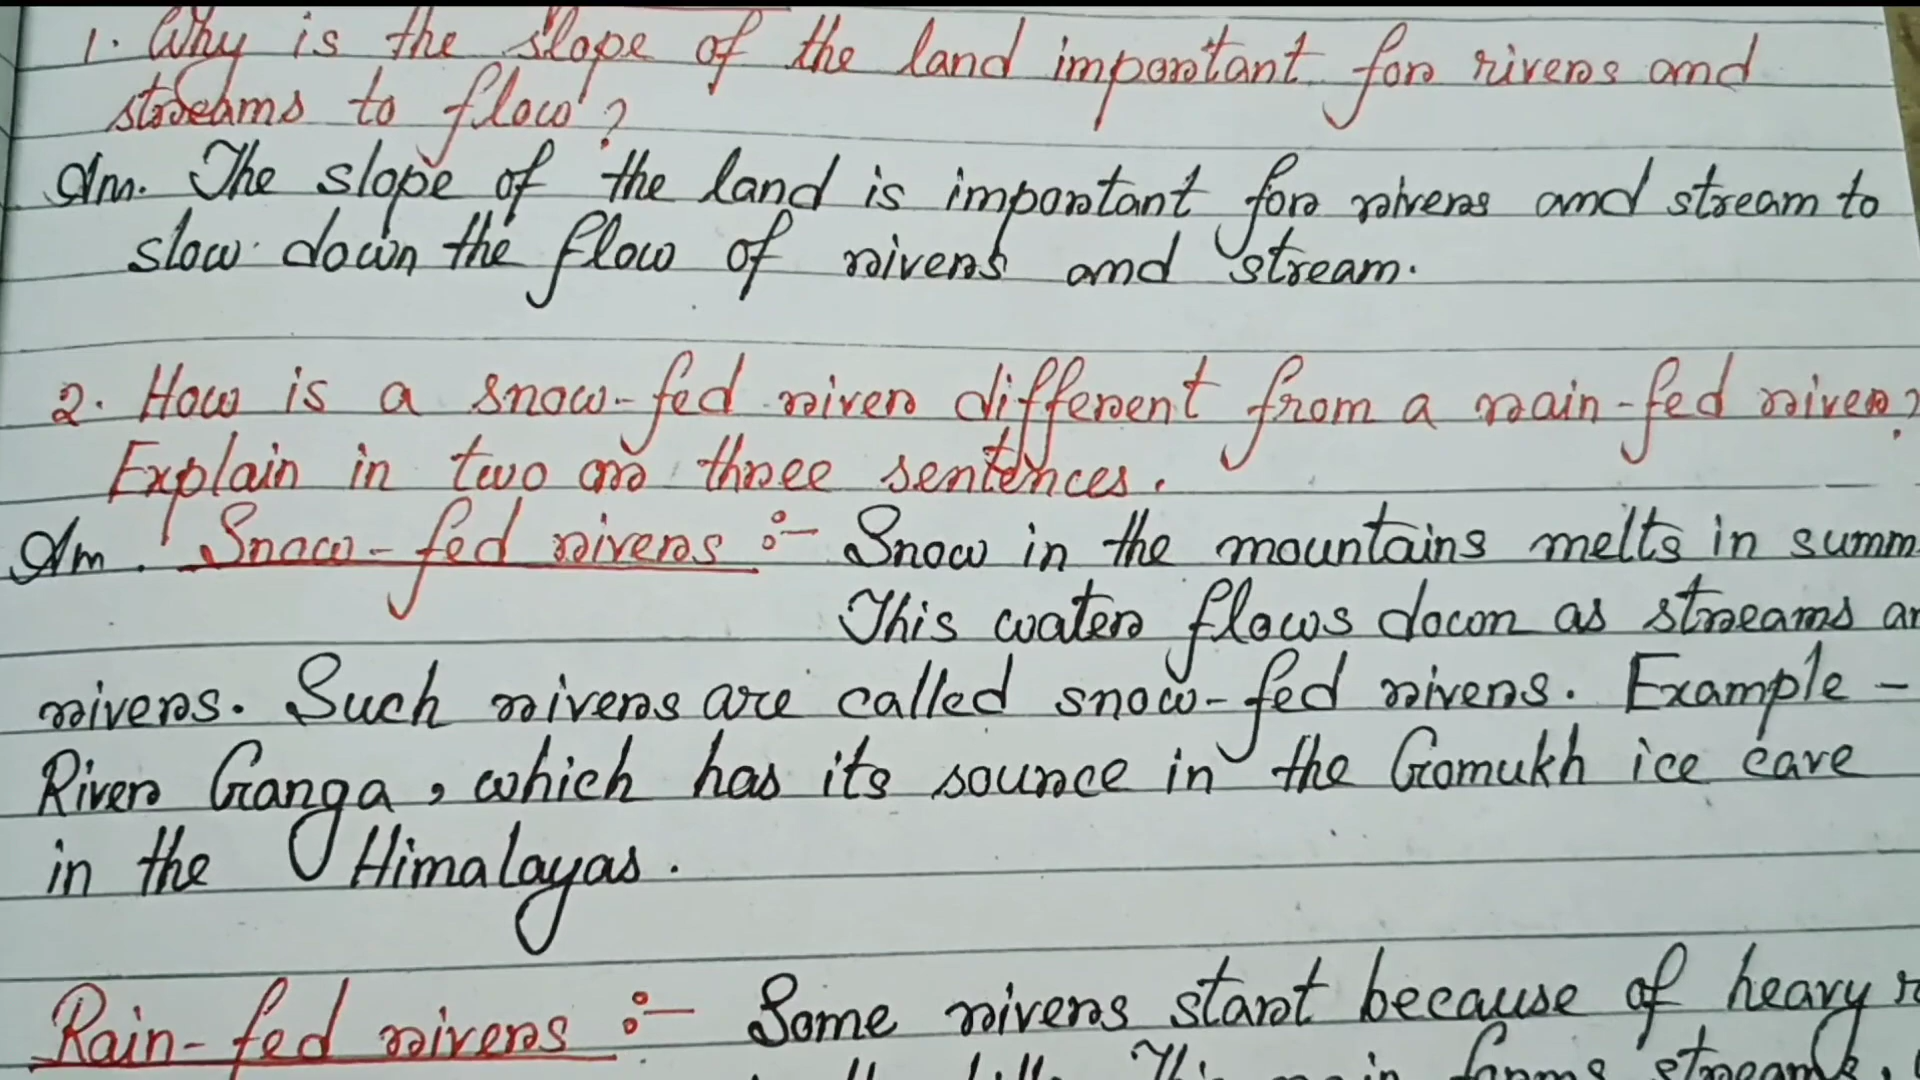 1. Why is the slope of the land important for rivers and
streams to flow?
Ans. The slope of the land is important for rivers and stream to
slow down the flow of rivers and stream.
2. How is a snow-fed river different from a rain-fed river?
Explain in two or three sentences.
Ans. Snow-fed rivers :- Snow in the mountains melts in summ
This water flows down as streams an
rivers. Such rivers are called snow-fed rivers. Example -
River Ganga, which has its source in the Gomukh ice cave
in the Himalayas.
Rain-fed rivers :- Some rivers start because of heavy r
forms streams.